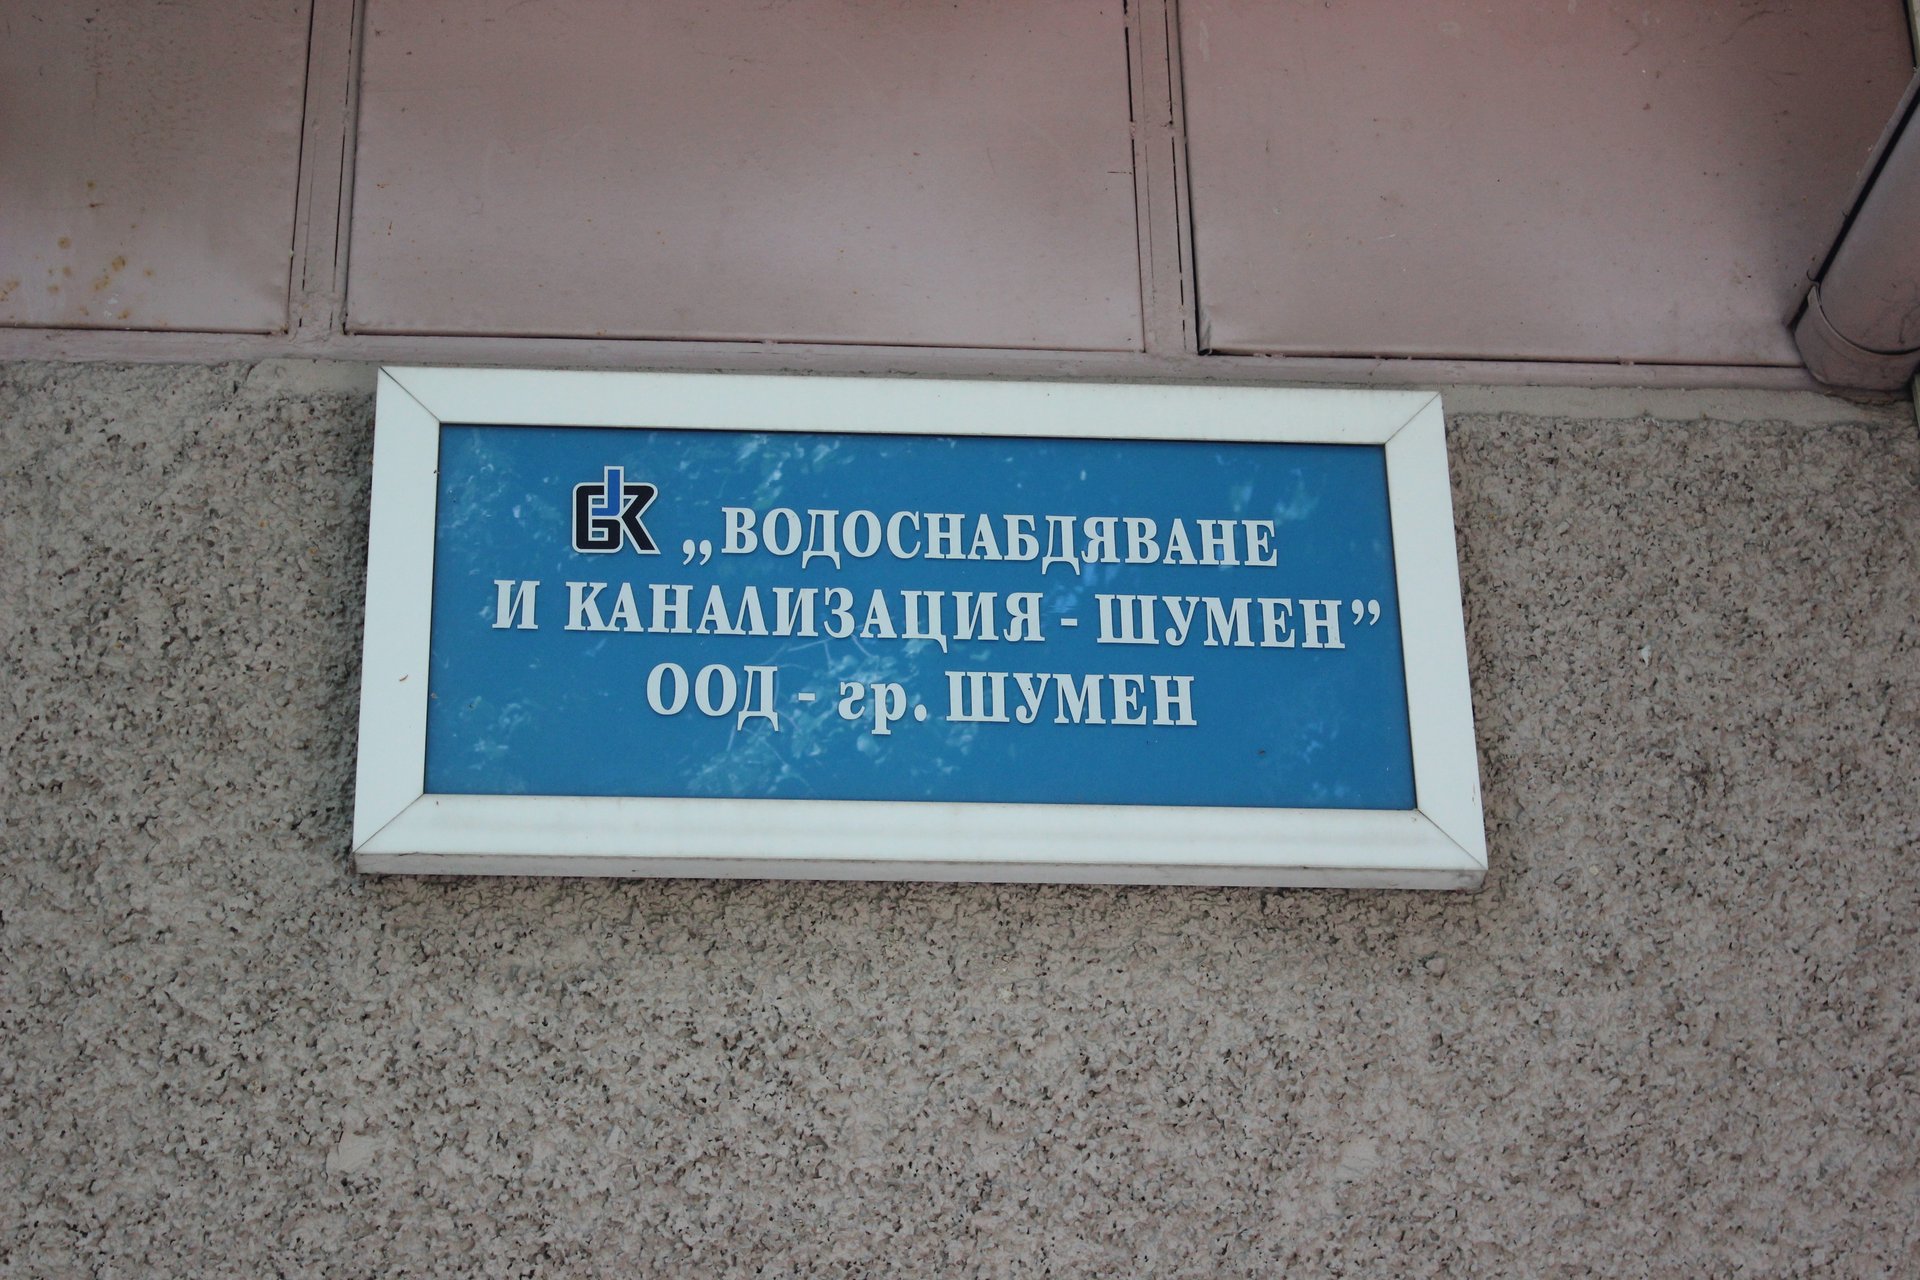 „ВОДОСНАБДЯВАНЕ
И КАНАЛИЗАЦИЯ - ШУМЕН”
ООД - гр. ШУМЕН